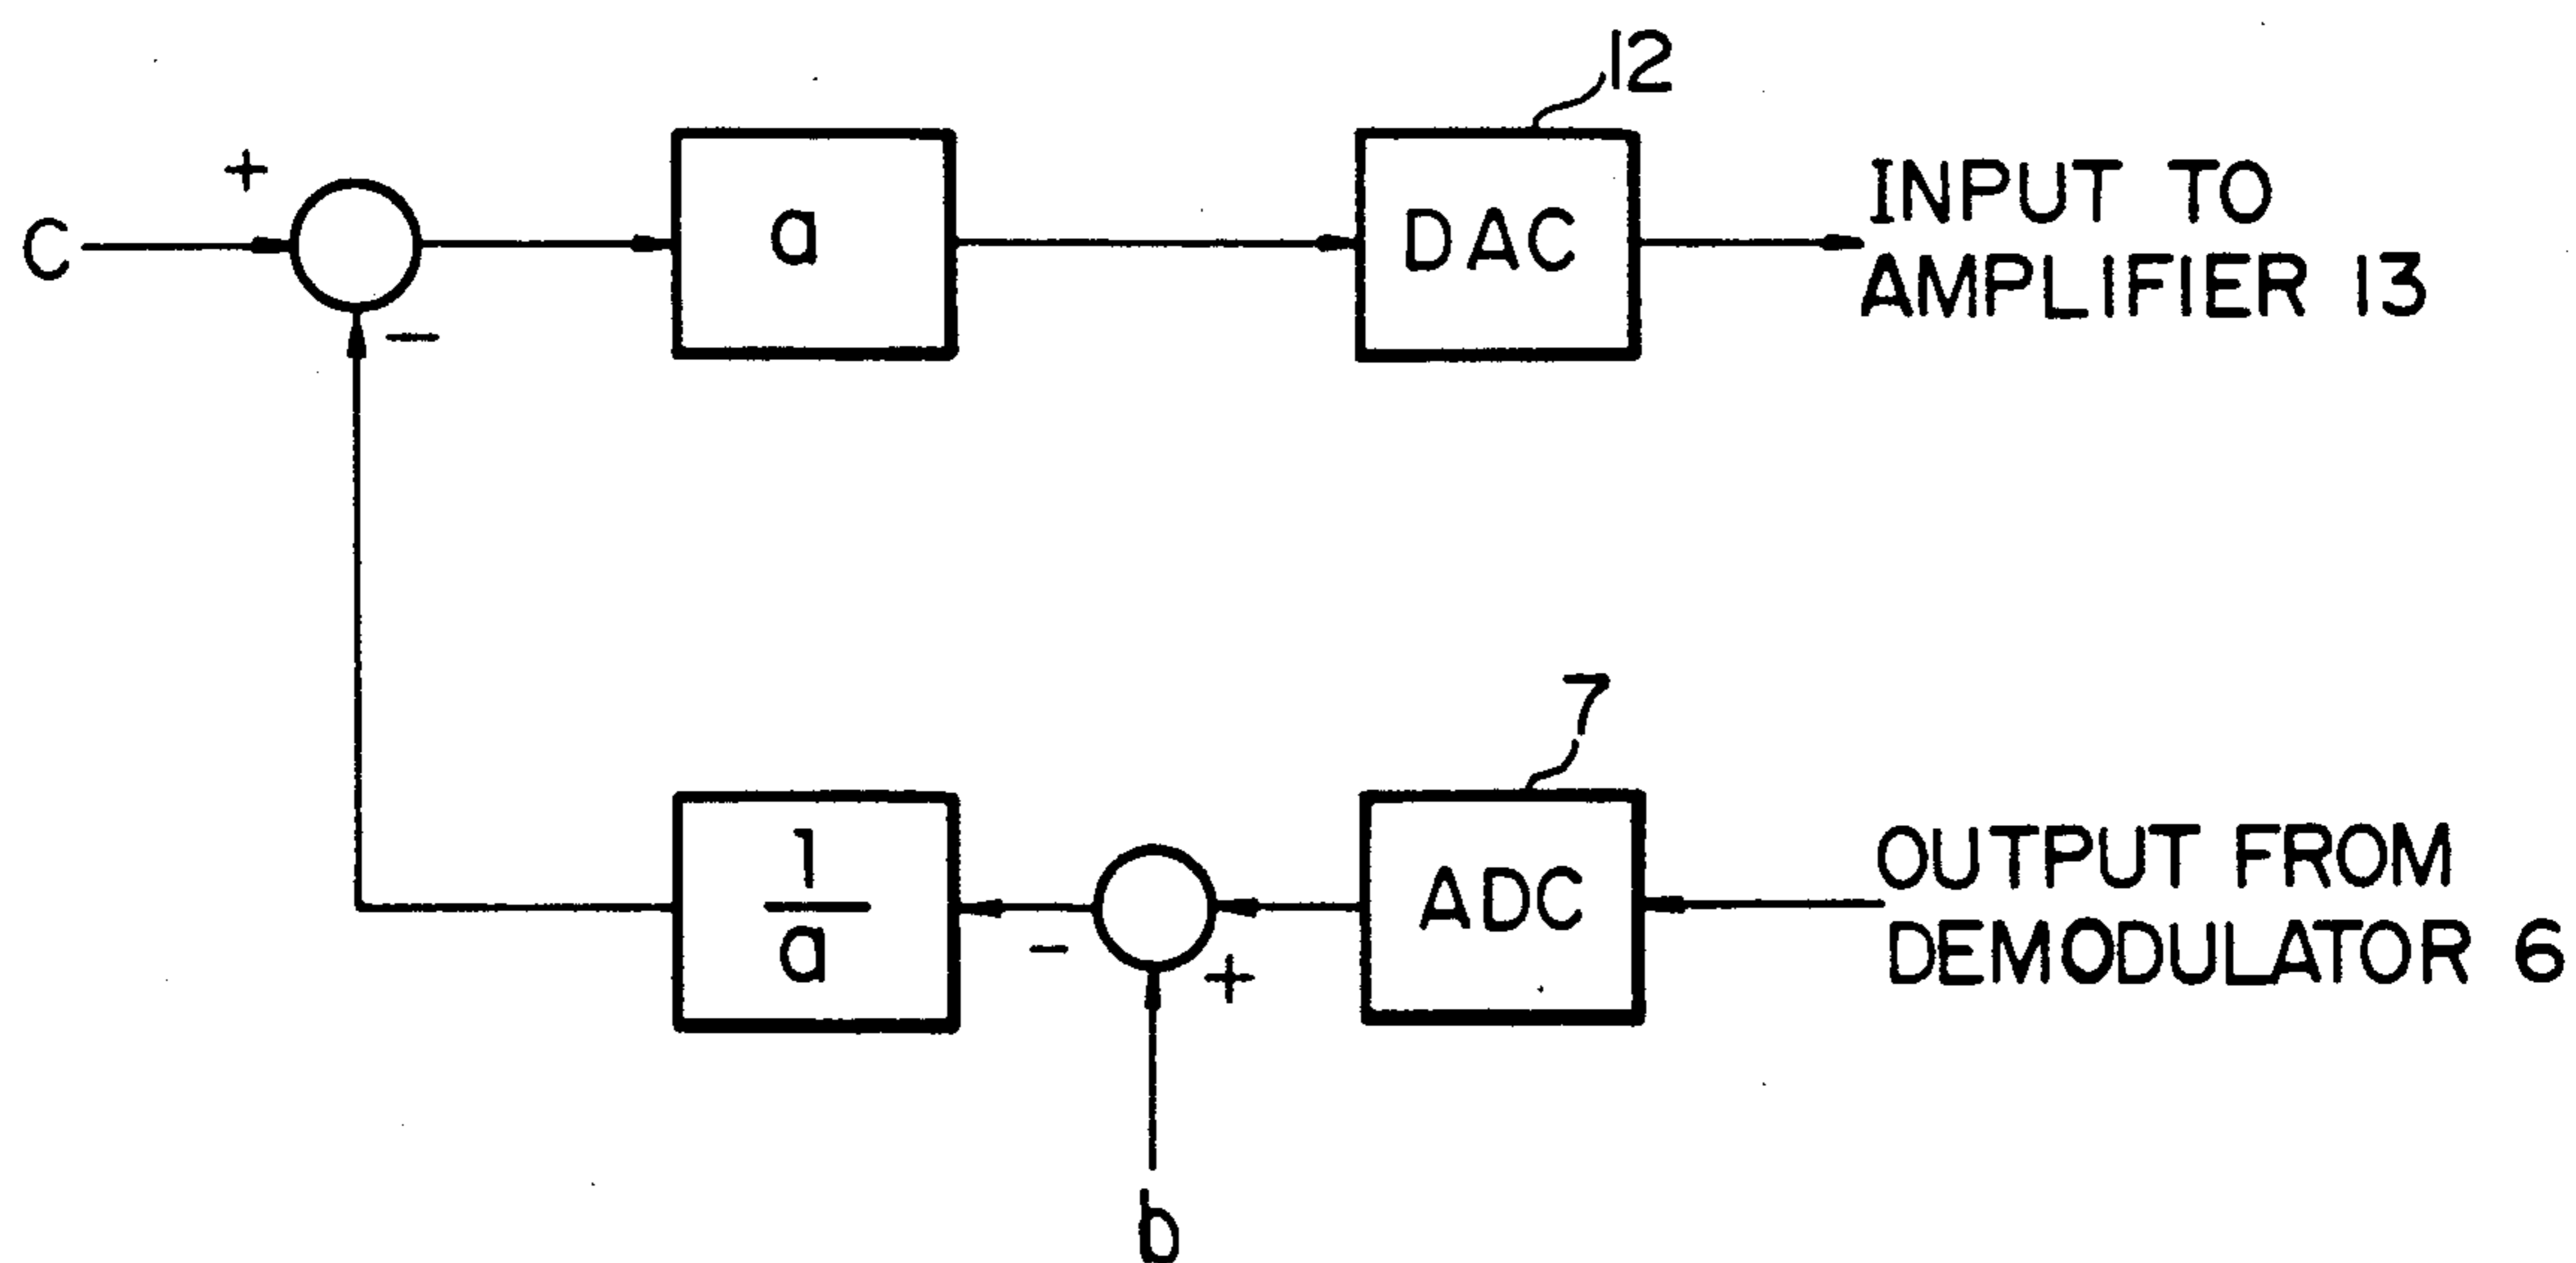 12
+
C
a
DAC
INPUT TO
AMPLIFIER 13
−
7
1
a
−
+
ADC
OUTPUT FROM
DEMODULATOR 6
b